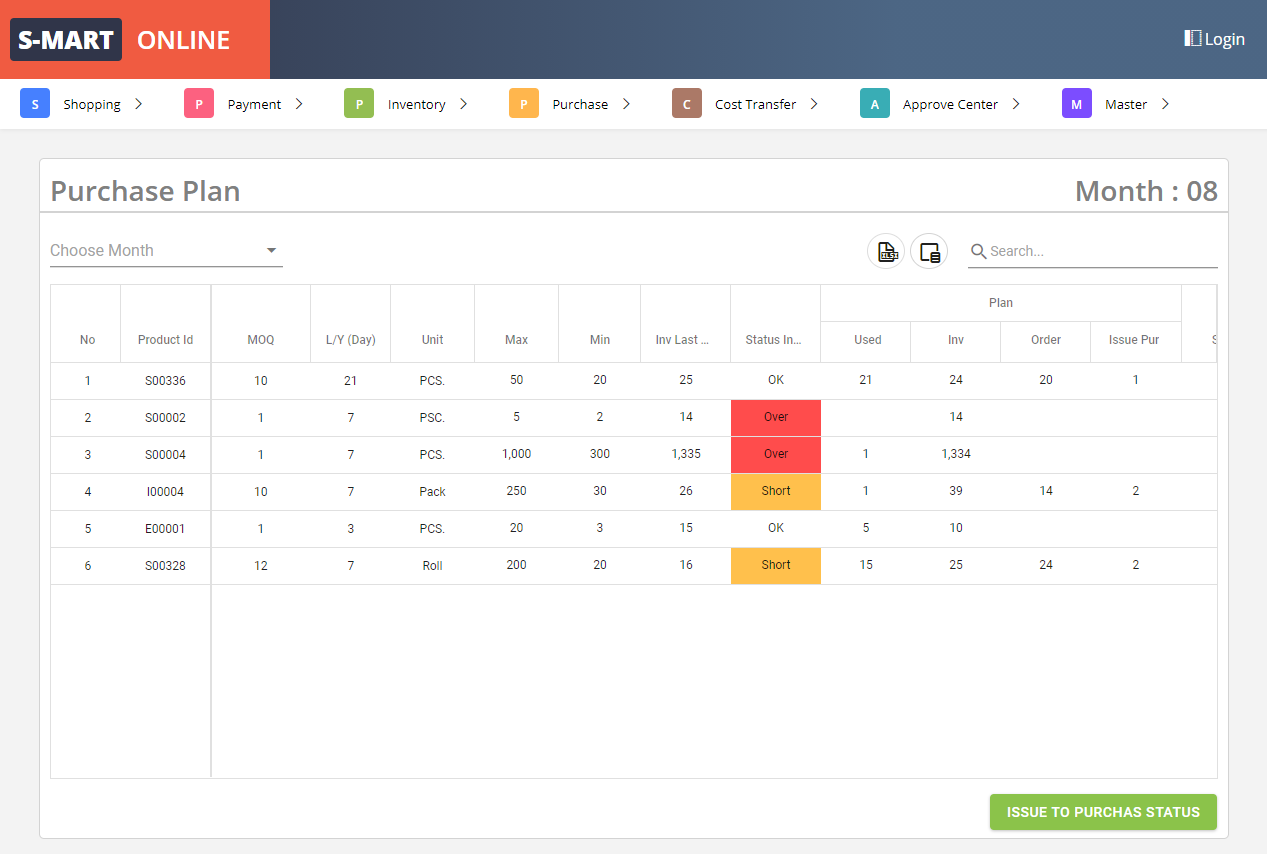 S-MART ONLINE
Login
S Shopping P Payment P Inventory P Purchase C Cost Transfer A Approve Center M Master
Purchase Plan Month : 08
Choose Month
XLSX
Search...
Plan
No Product Id MOQ L/Y (Day) Unit Max Min Inv Last ... Status In... Used Inv Order Issue Pur
1 S00336 10 21 PCS. 50 20 25 OK 21 24 20 1
2 S00002 1 7 PSC. 5 2 14 Over 14
3 S00004 1 7 PCS. 1,000 300 1,335 Over 1 1,334
4 I00004 10 7 Pack 250 30 26 Short 1 39 14 2
5 E00001 1 3 PCS. 20 3 15 OK 5 10
6 S00328 12 7 Roll 200 20 16 Short 15 25 24 2
ISSUE TO PURCHAS STATUS